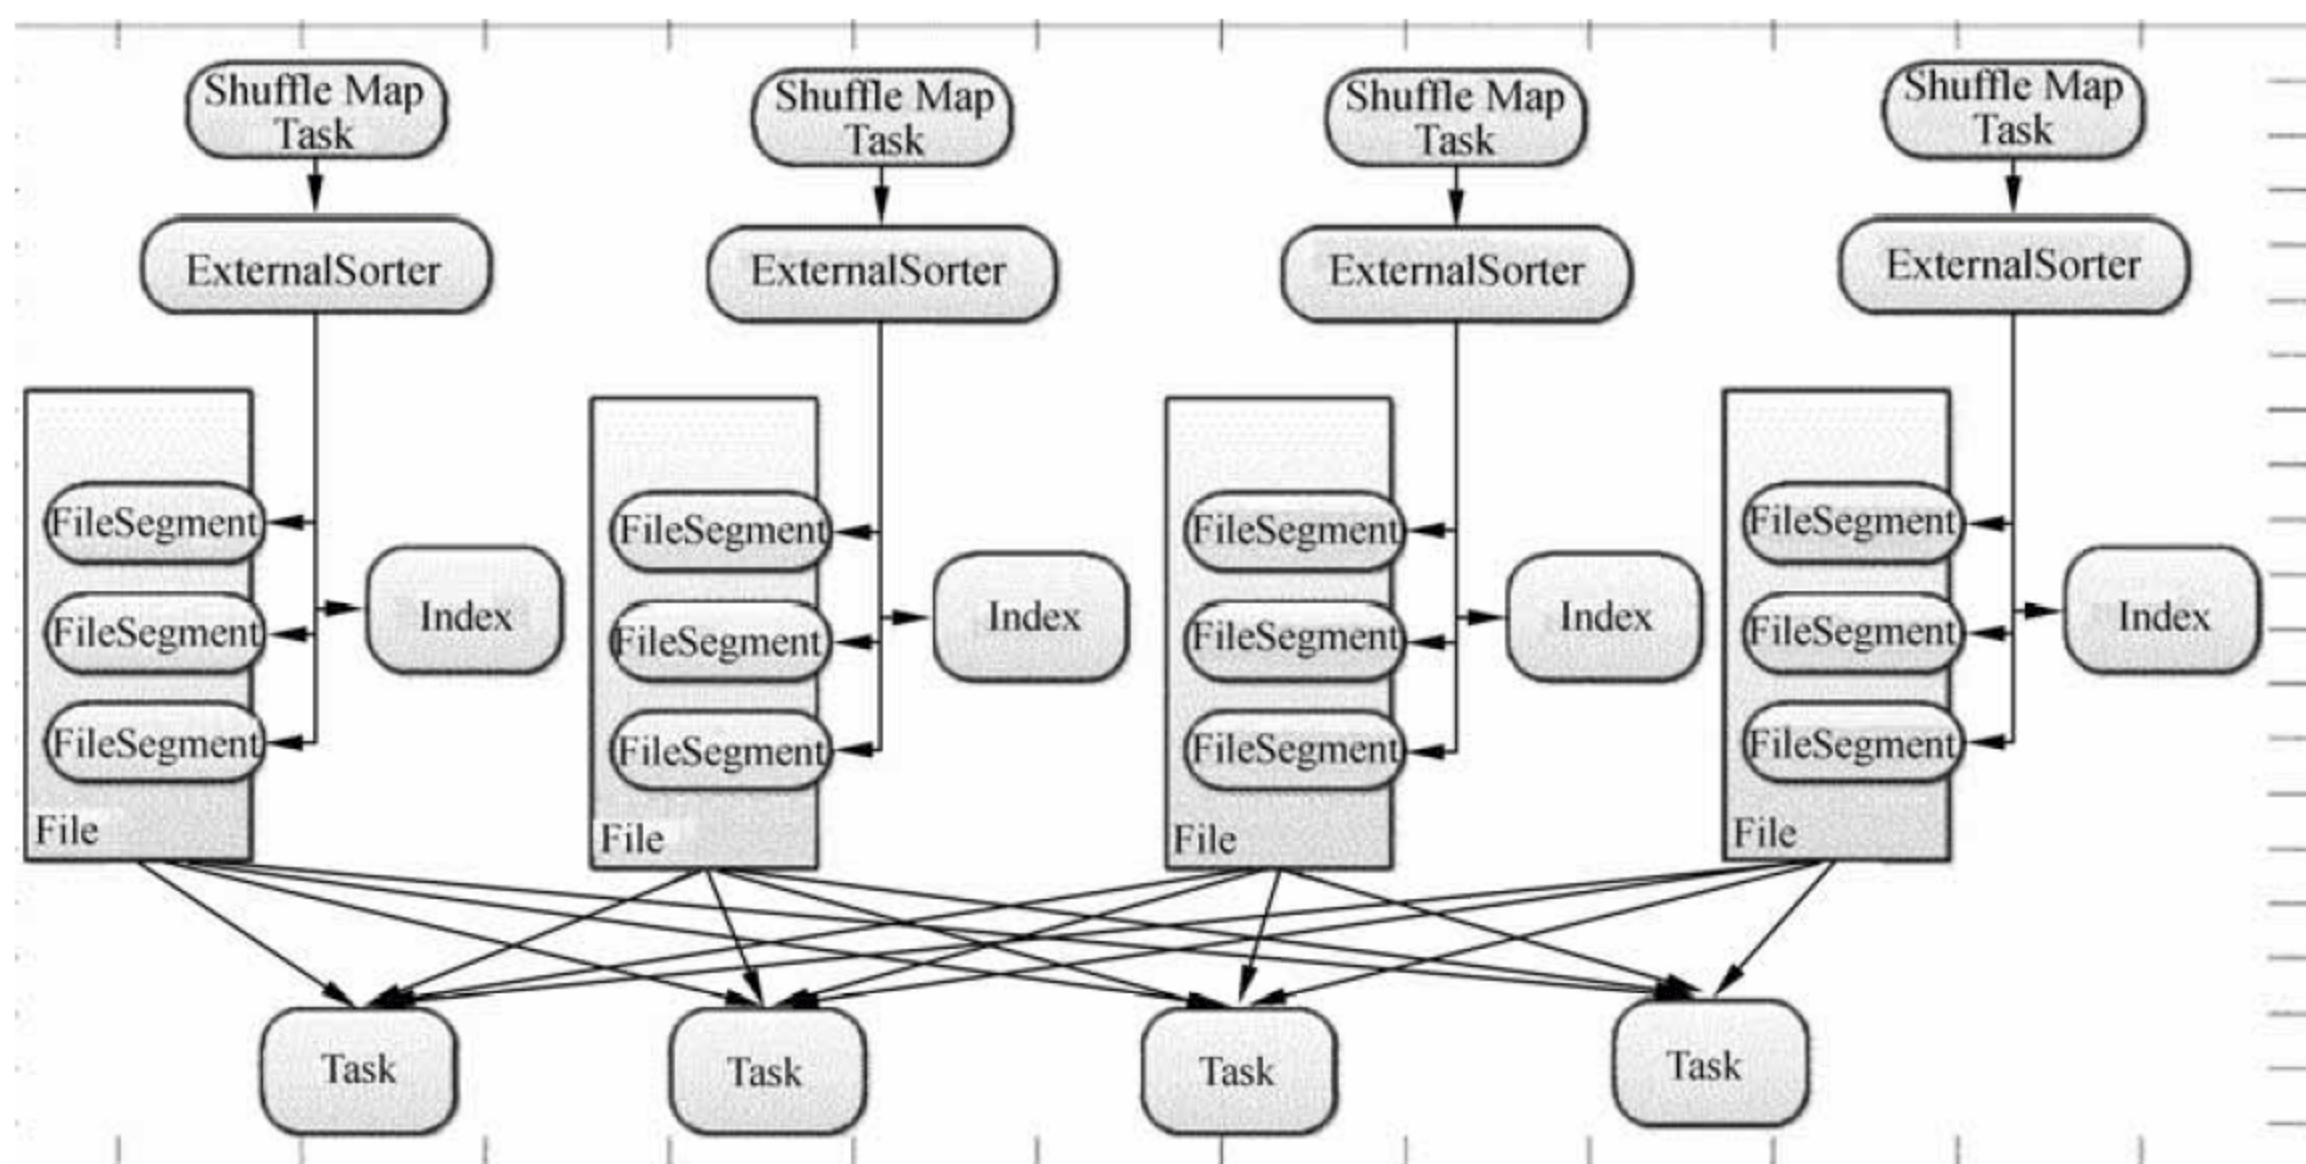 Shuffle Map
Task
Shuffle Map
Task
Shuffle Map
Task
Shuffle Map
Task
ExternalSorter
ExternalSorter
ExternalSorter
ExternalSorter
FileSegment
FileSegment
FileSegment
FileSegment
Index
Index
Index
Index
FileSegment
FileSegment
FileSegment
FileSegment
FileSegment
FileSegment
FileSegment
FileSegment
File
File
File
File
Task
Task
Task
Task